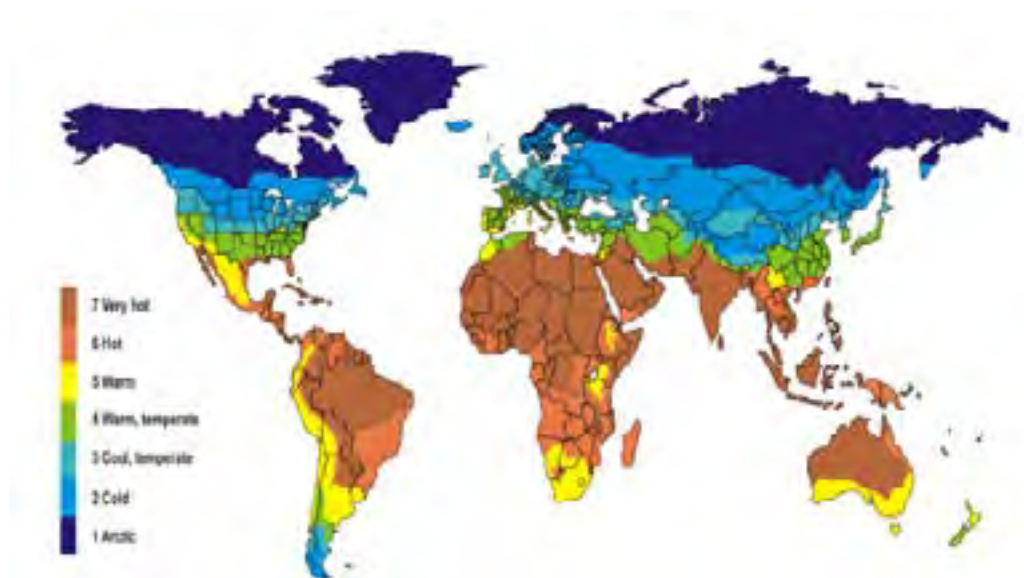 7 Very hot
6 Hot
5 Warm
4 Warm, temperate
3 Cool, temperate
2 Cold
1 Arctic